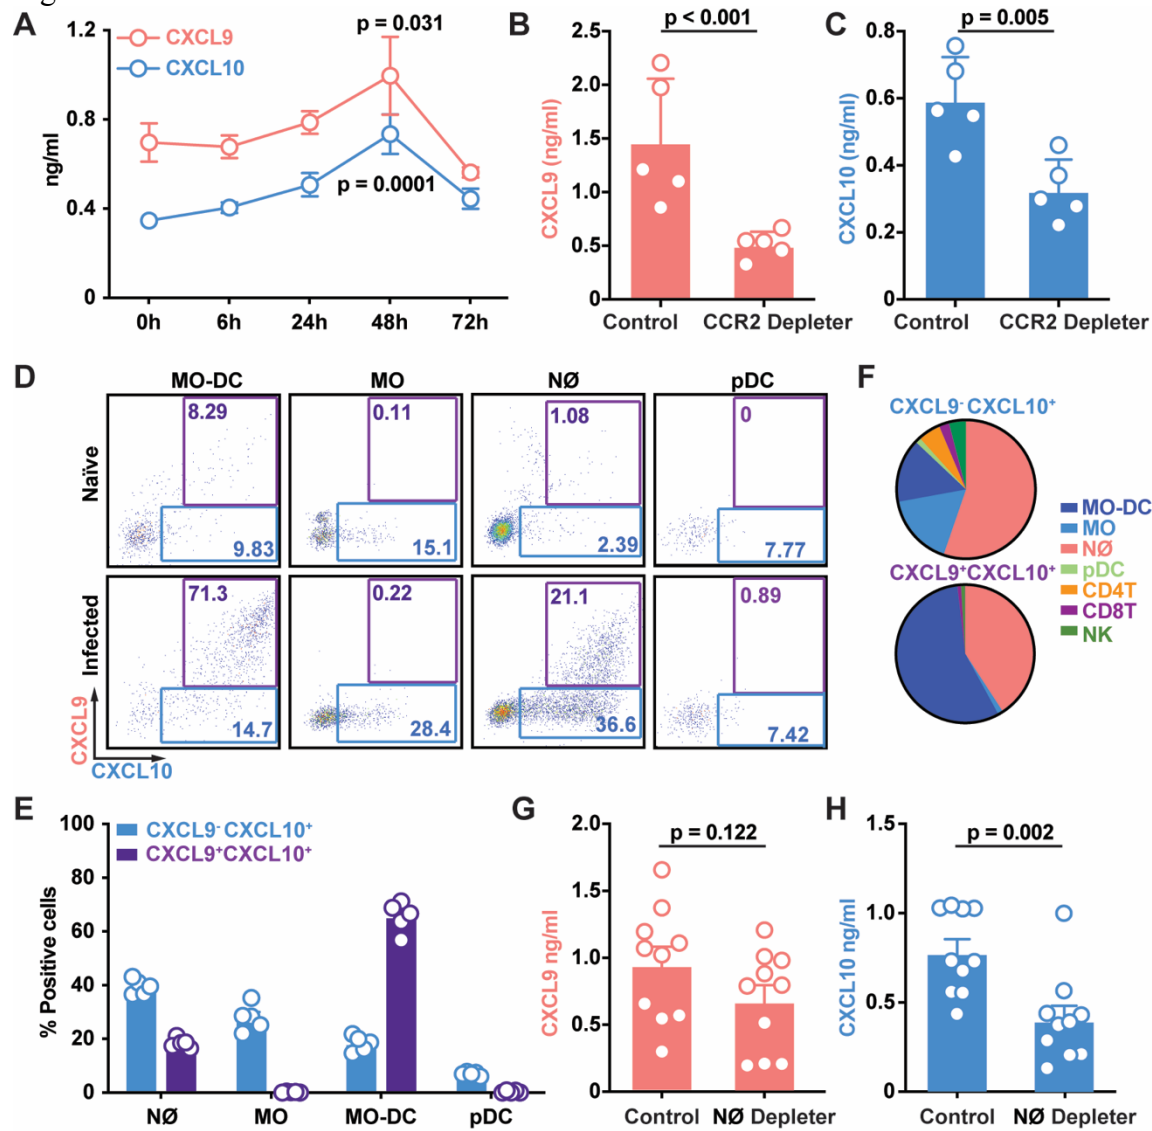 A
1.2
0.8
0.4
0
ng/ml
CXCL9
CXCL10
p = 0.031
p = 0.0001
0h 6h 24h 48h 72h
B
p < 0.001
2.5
2.0
1.5
1.0
0.5
0
CXCL9 (ng/ml)
Control CCR2 Depleter
C
p = 0.005
0.8
0.6
0.4
0.2
0
CXCL10 (ng/ml)
Control CCR2 Depleter
D
MO-DC MO NØ pDC
Naïve
8.29 0.11 1.08 0
9.83 15.1 2.39 7.77
Infected
71.3 0.22 21.1 0.89
14.7 28.4 36.6 7.42
CXCL9
CXCL10
F
CXCL9- CXCL10+
MO-DC
MO
NØ
pDC
CD4T
CD8T
NK
CXCL9+CXCL10+
E
100
80
60
40
20
0
% Positive cells
CXCL9- CXCL10+
CXCL9+CXCL10+
NØ MO MO-DC pDC
G
p = 0.122
2.0
1.5
1.0
0.5
0
CXCL9 ng/ml
Control NØ Depleter
H
p = 0.002
1.5
1.0
0.5
0
CXCL10 ng/ml
Control NØ Depleter